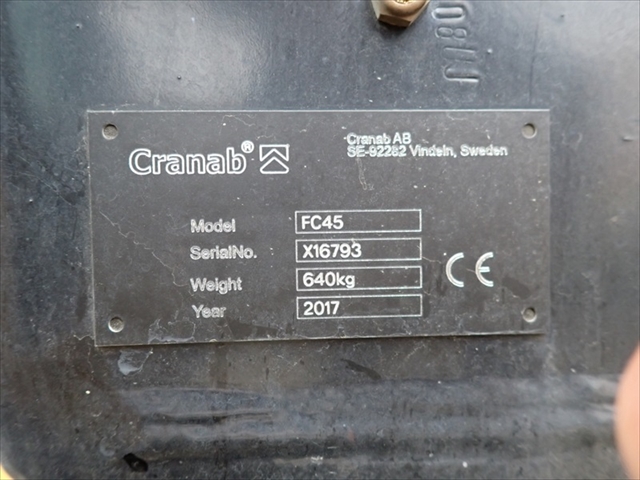 Cranab®
Cranab AB
SE-92282 Vindeln, Sweden
Model FC45
SerialNo. X16793
Weight 640kg
Year 2017
CE